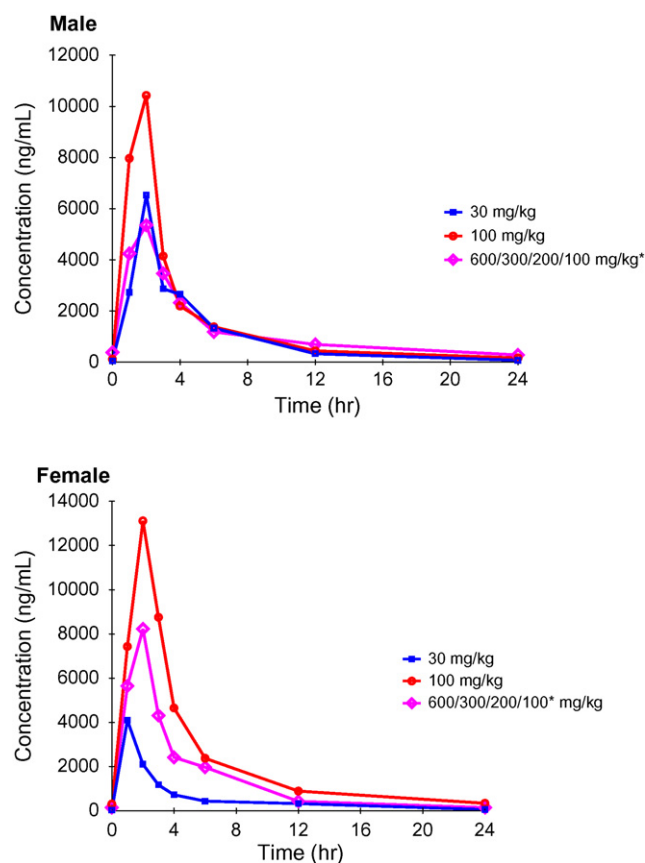 Male
12000
10000
8000
6000
4000
2000
0
Concentration (ng/mL)
0 4 8 12 16 20 24
Time (hr)
30 mg/kg
100 mg/kg
600/300/200/100 mg/kg*
Female
14000
12000
10000
8000
6000
4000
2000
0
Concentration (ng/mL)
0 4 8 12 16 20 24
Time (hr)
30 mg/kg
100 mg/kg
600/300/200/100* mg/kg